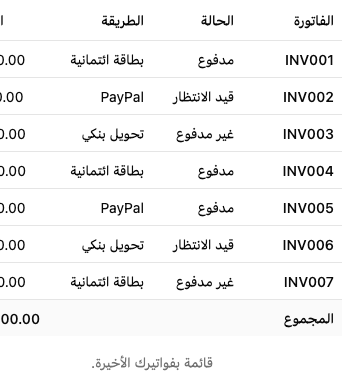 الفاتورة الحالة الطريقة
INV001 مدفوع بطاقة ائتمانية
INV002 قيد الانتظار PayPal
INV003 غير مدفوع تحويل بنكي
INV004 مدفوع بطاقة ائتمانية
INV005 مدفوع PayPal
INV006 قيد الانتظار تحويل بنكي
INV007 غير مدفوع بطاقة ائتمانية
المجموع
قائمة بفواتيرك الأخيرة.